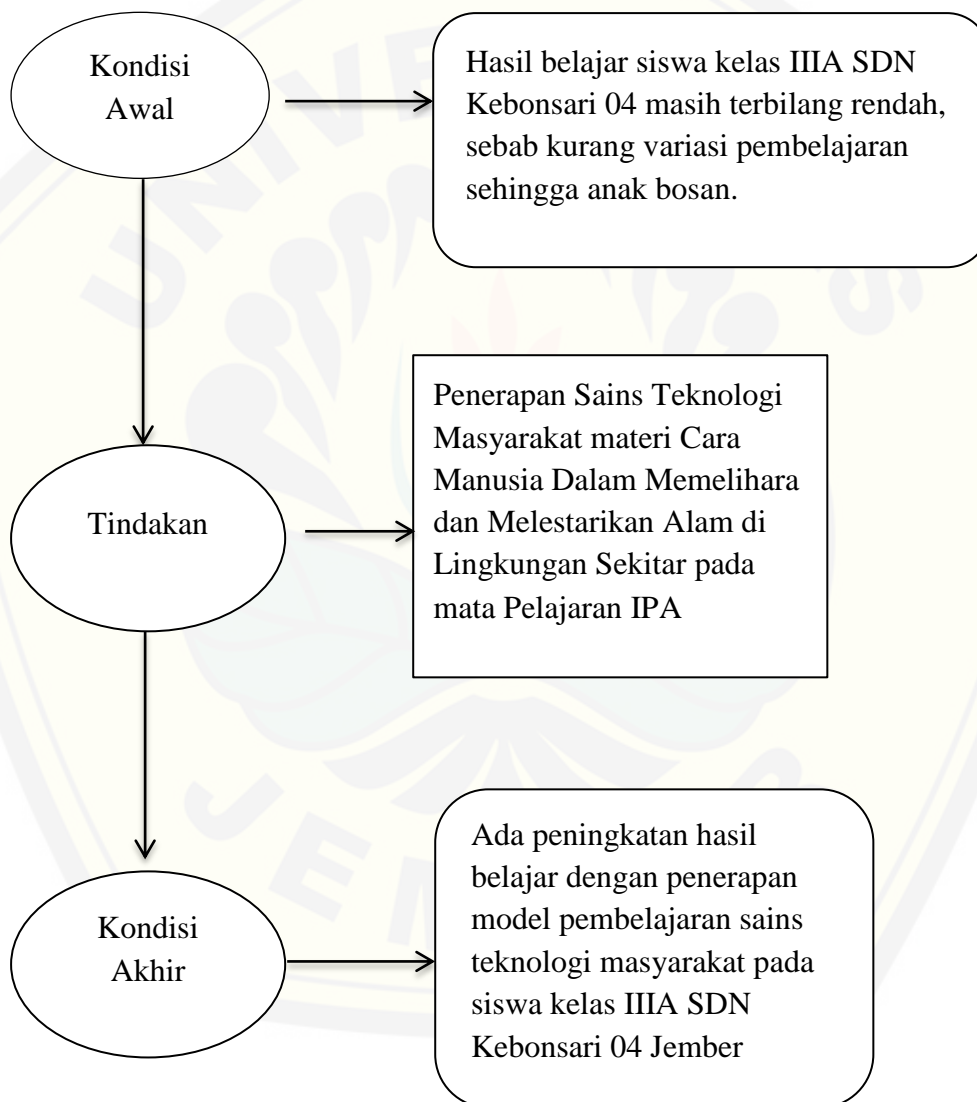 Kondisi
Awal
Hasil belajar siswa kelas IIIA SDN
Kebonsari 04 masih terbilang rendah,
sebab kurang variasi pembelajaran
sehingga anak bosan.
Tindakan
Penerapan Sains Teknologi
Masyarakat materi Cara
Manusia Dalam Memelihara
dan Melestarikan Alam di
Lingkungan Sekitar pada
mata Pelajaran IPA
Kondisi
Akhir
Ada peningkatan hasil
belajar dengan penerapan
model pembelajaran sains
teknologi masyarakat pada
siswa kelas IIIA SDN
Kebonsari 04 Jember